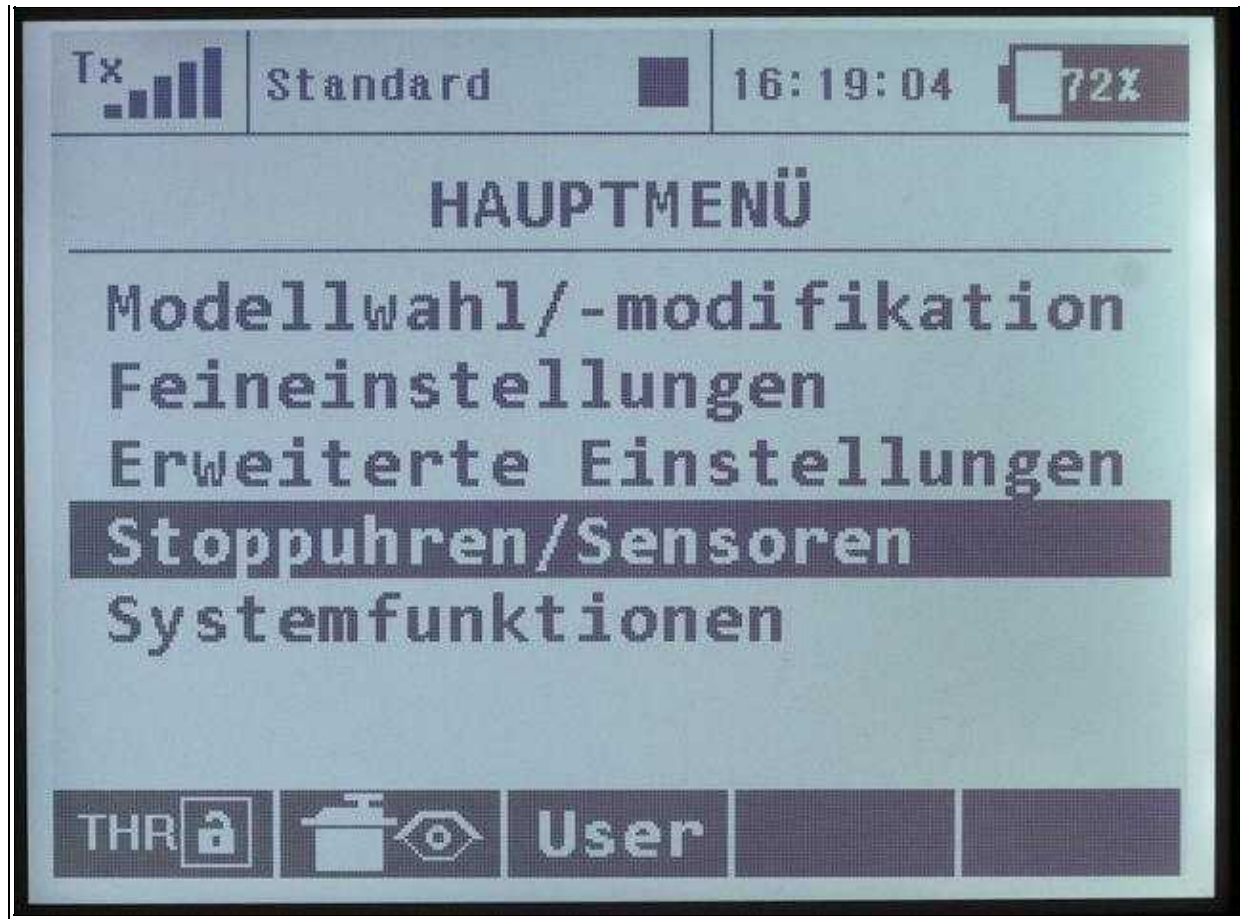 Tx Standard 16:19:04 72%
HAUPTMENÜ
Modellwahl/-modifikation
Feineinstellungen
Erweiterte Einstellungen
Stoppuhren/Sensoren
Systemfunktionen
THR User